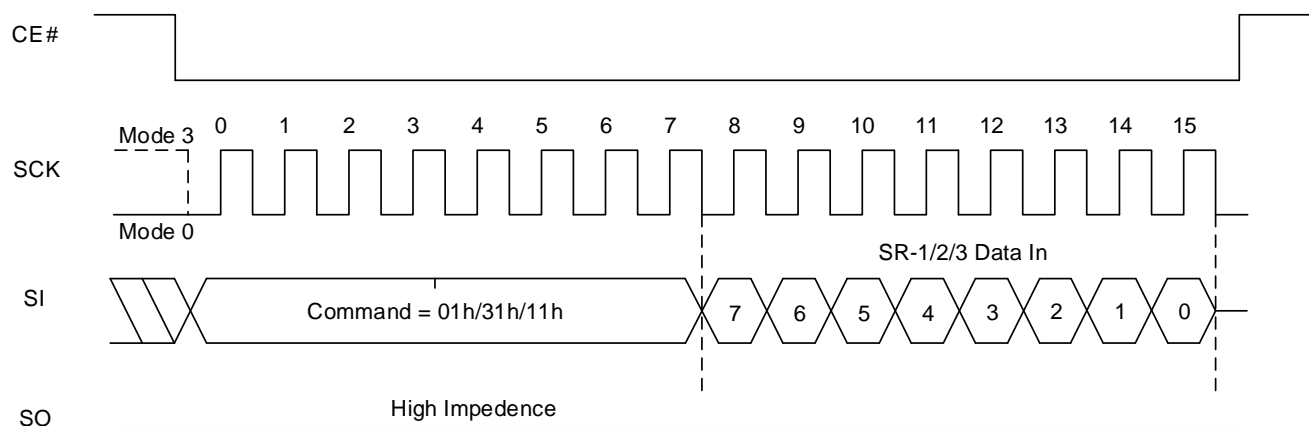 CE#
Mode 3
0 1 2 3 4 5 6 7 8 9 10 11 12 13 14 15
SCK
Mode 0
SR-1/2/3 Data In
SI
Command = 01h/31h/11h
7 6 5 4 3 2 1 0
High Impedence
SO